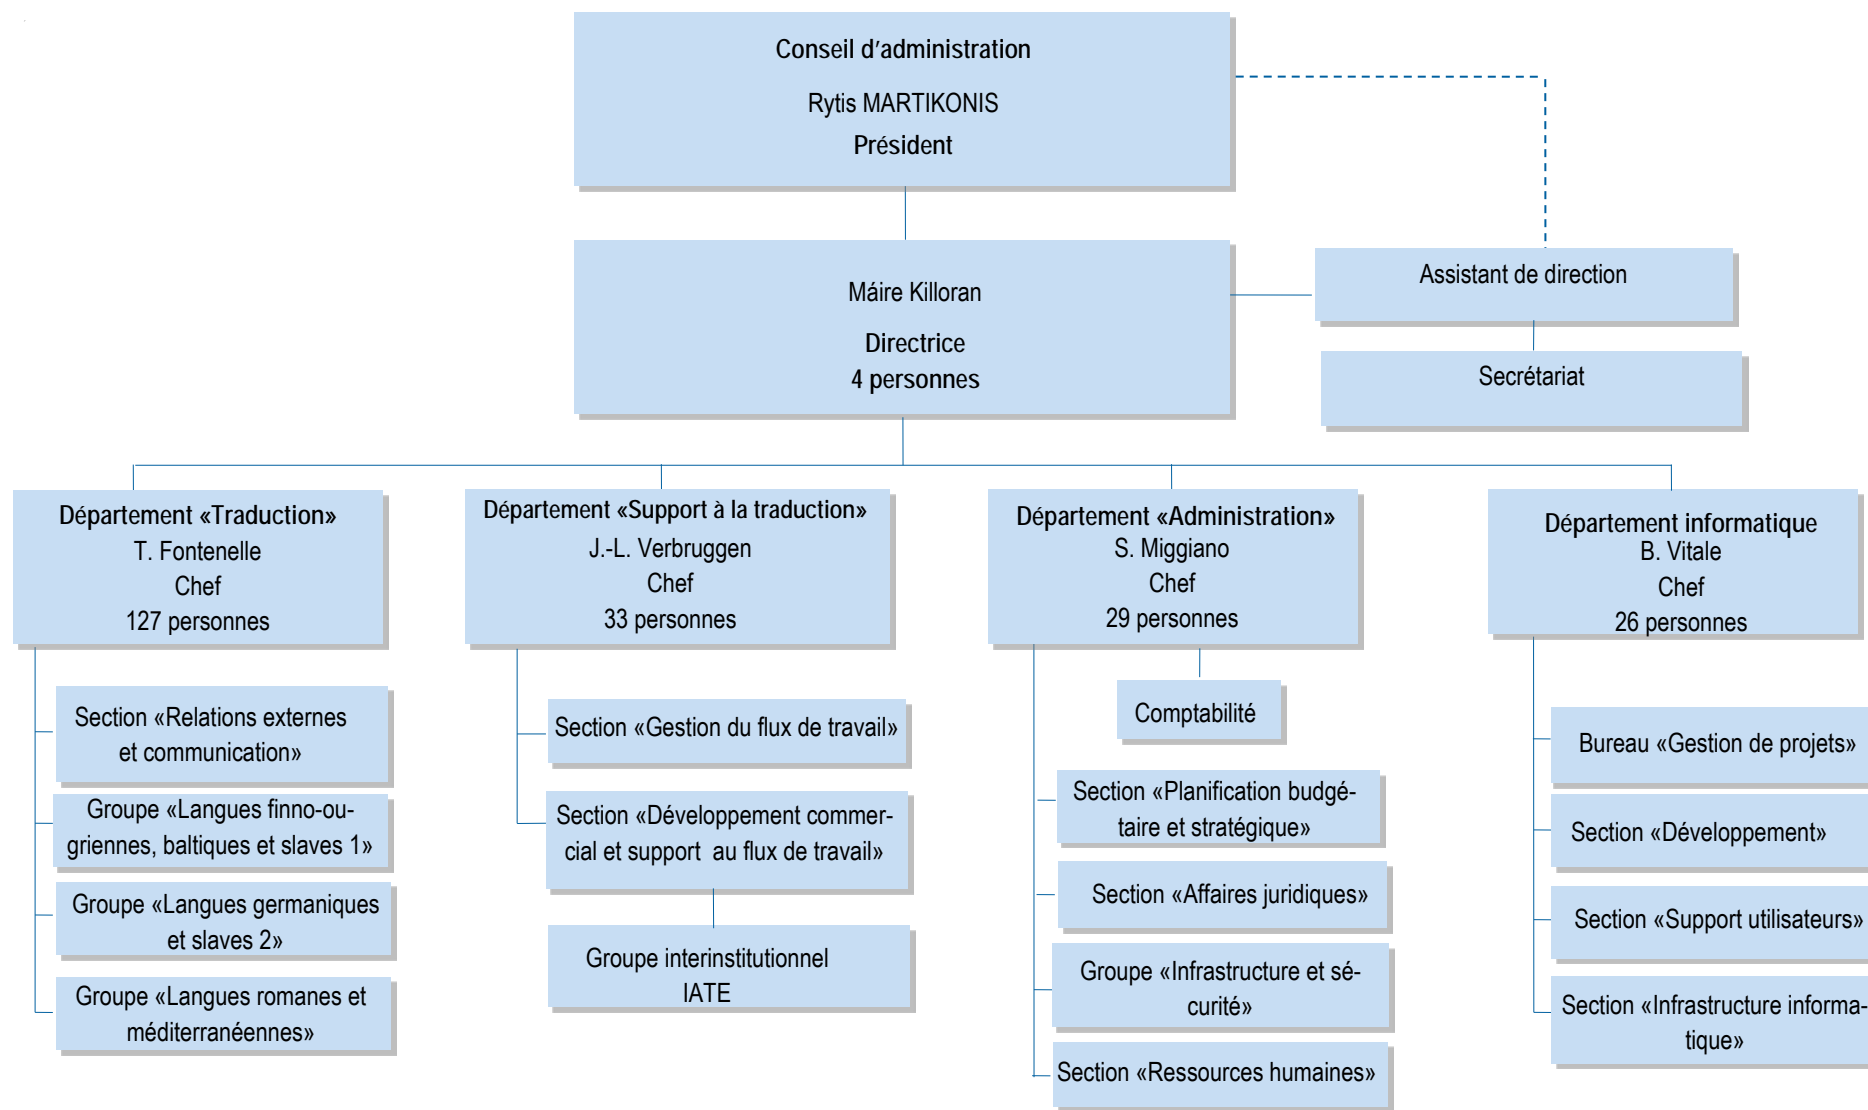 Conseil d'administration
Rytis MARTIKONIS
Président
Máire Killoran
Directrice
4 personnes
Assistant de direction
Secrétariat
Département «Traduction»
T. Fontenelle
Chef
127 personnes
Section «Relations externes
et communication»
Groupe «Langues finno-ou-
griennes, baltiques et slaves 1»
Groupe «Langues germaniques
et slaves 2»
Groupe «Langues romanes et
méditerranéennes»
Département «Support à la traduction»
J.-L. Verbruggen
Chef
33 personnes
Section «Gestion du flux de travail»
Section «Développement commer-
cial et support au flux de travail»
Groupe interinstitutionnel
IATE
Département «Administration»
S. Miggiano
Chef
29 personnes
Comptabilité
Section «Planification budgé-
taire et stratégique»
Section «Affaires juridiques»
Groupe «Infrastructure et sé-
curité»
Section «Ressources humaines»
Département informatique
B. Vitale
Chef
26 personnes
Bureau «Gestion de projets»
Section «Développement»
Section «Support utilisateurs»
Section «Infrastructure informa-
tique»